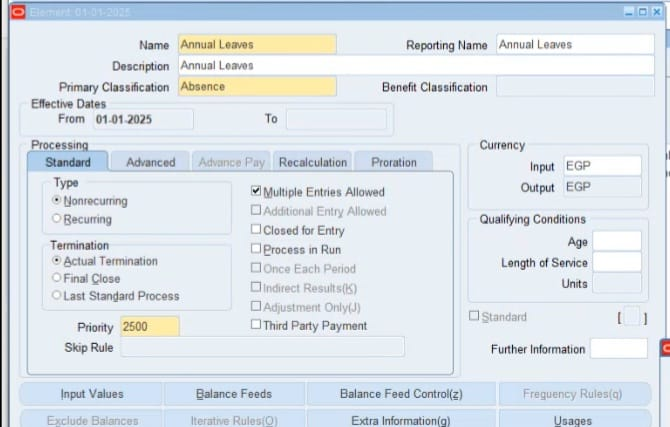 Element: 01-01-2025
Name Annual Leaves Reporting Name Annual Leaves
Description Annual Leaves
Primary Classification Absence Benefit Classification
Effective Dates
From 01-01-2025 To
Processing Currency
Standard Advanced Advance Pay Recalculation Proration
Input EGP
Output EGP
Type
Nonrecurring
Recurring
Termination
Actual Termination
Final Close
Last Standard Process
Priority 2500
Skip Rule
Multiple Entries Allowed
Additional Entry Allowed
Closed for Entry
Process in Run
Once Each Period
Indirect Results(K)
Adjustment Only(J)
Third Party Payment
Qualifying Conditions
Age
Length of Service
Units
Standard [ ]
Further Information
Input Values Balance Feeds Balance Feed Control(z) Frequency Rules(q)
Exclude Balances Iterative Rules(O) Extra Information(g) Usages